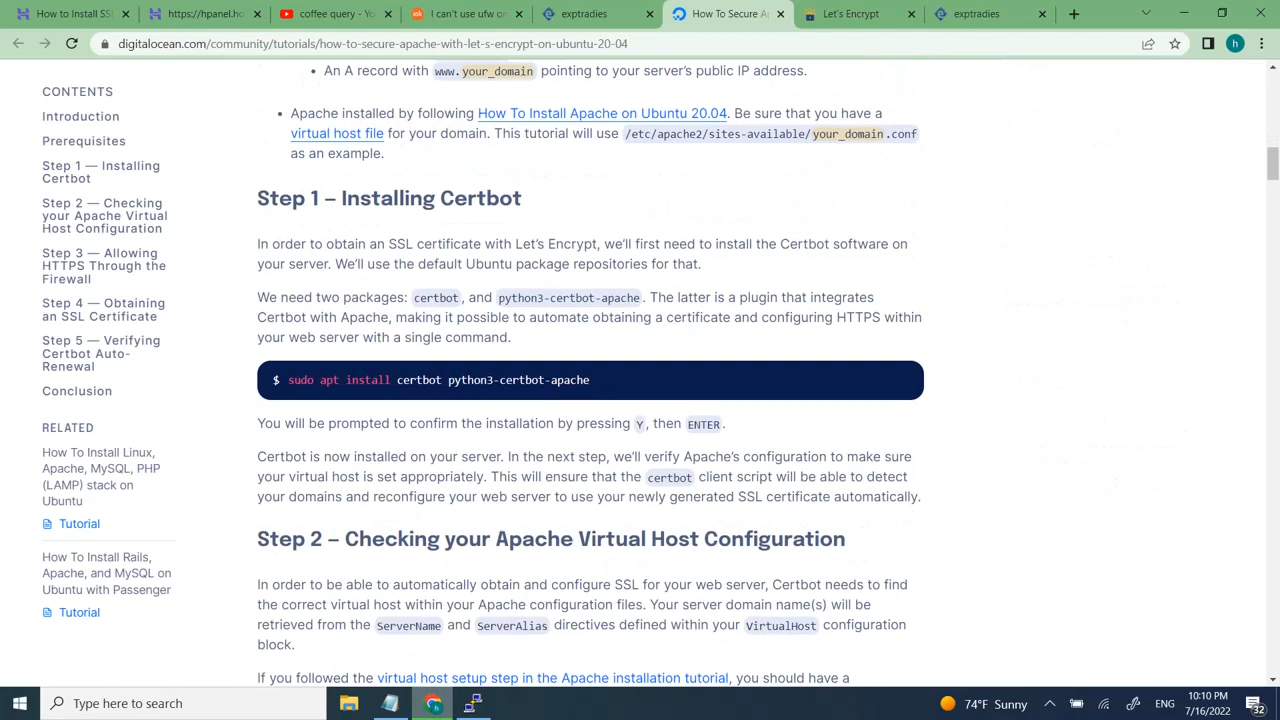 How To Set Up
https://hpanel.ho
coffee query - Yo
I can't use ufw on
exptradies
How To Secure Ap
Let's Encrypt
exptradies
digitalocean.com/community/tutorials/how-to-secure-apache-with-let-s-encrypt-on-ubuntu-20-04
h
CONTENTS
Introduction
Prerequisites
Step 1 — Installing
Certbot
Step 2 — Checking
your Apache Virtual
Host Configuration
Step 3 — Allowing
HTTPS Through the
Firewall
Step 4 — Obtaining
an SSL Certificate
Step 5 — Verifying
Certbot Auto-
Renewal
Conclusion
RELATED
How To Install Linux,
Apache, MySQL, PHP
(LAMP) stack on
Ubuntu
Tutorial
How To Install Rails,
Apache, and MySQL on
Ubuntu with Passenger
Tutorial
• An A record with www.your_domain pointing to your server's public IP address.
• Apache installed by following How To Install Apache on Ubuntu 20.04. Be sure that you have a
virtual host file for your domain. This tutorial will use /etc/apache2/sites-available/your_domain.conf
as an example.
Step 1 – Installing Certbot
In order to obtain an SSL certificate with Let's Encrypt, we'll first need to install the Certbot software on
your server. We'll use the default Ubuntu package repositories for that.
We need two packages: certbot, and python3-certbot-apache. The latter is a plugin that integrates
Certbot with Apache, making it possible to automate obtaining a certificate and configuring HTTPS within
your web server with a single command.
$ sudo apt install certbot python3-certbot-apache
You will be prompted to confirm the installation by pressing Y, then ENTER.
Certbot is now installed on your server. In the next step, we'll verify Apache's configuration to make sure
your virtual host is set appropriately. This will ensure that the certbot client script will be able to detect
your domains and reconfigure your web server to use your newly generated SSL certificate automatically.
Step 2 – Checking your Apache Virtual Host Configuration
In order to be able to automatically obtain and configure SSL for your web server, Certbot needs to find
the correct virtual host within your Apache configuration files. Your server domain name(s) will be
retrieved from the ServerName and ServerAlias directives defined within your VirtualHost configuration
block.
If you followed the virtual host setup step in the Apache installation tutorial, you should have a
Type here to search
74°F Sunny
ENG
10:10 PM
7/16/2022
32